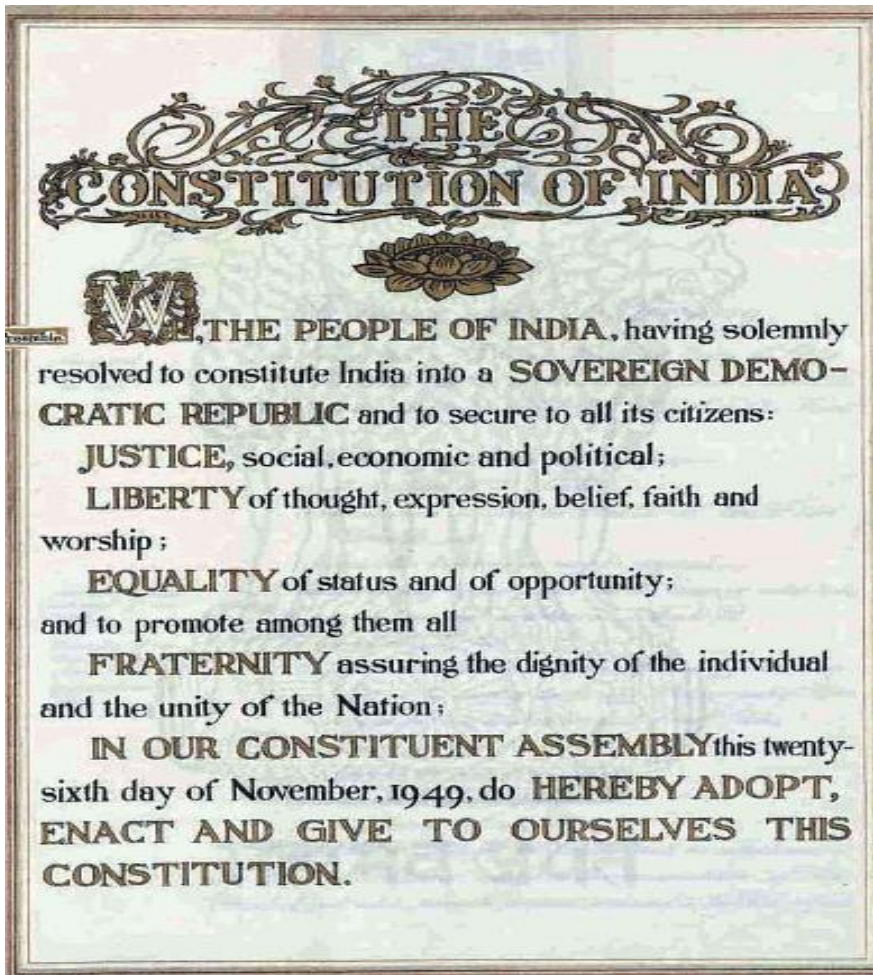 THE
CONSTITUTION OF INDIA
WE, THE PEOPLE OF INDIA, having solemnly
resolved to constitute India into a SOVEREIGN DEMO-
CRATIC REPUBLIC and to secure to all its citizens:
JUSTICE, social, economic and political;
LIBERTY of thought, expression, belief, faith and
worship;
EQUALITY of status and of opportunity;
and to promote among them all
FRATERNITY assuring the dignity of the individual
and the unity of the Nation;
IN OUR CONSTITUENT ASSEMBLY this twenty-
sixth day of November, 1949, do HEREBY ADOPT,
ENACT AND GIVE TO OURSELVES THIS
CONSTITUTION.